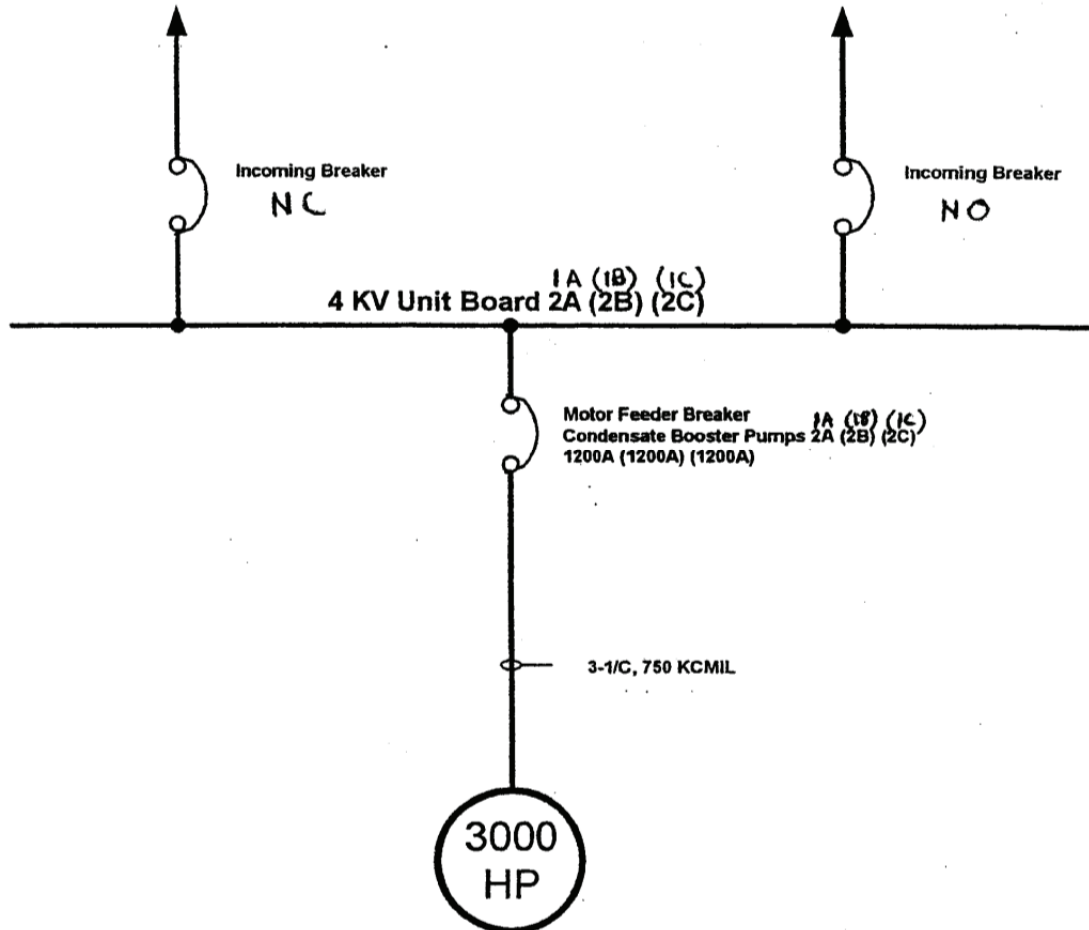 Incoming Breaker
NC
Incoming Breaker
NO
1A (1B) (1C)
4 KV Unit Board 2A (2B) (2C)
Motor Feeder Breaker
1A (1B) (1C)
Condensate Booster Pumps 2A (2B) (2C)
1200A (1200A) (1200A)
3-1/C, 750 KCMIL
3000
HP